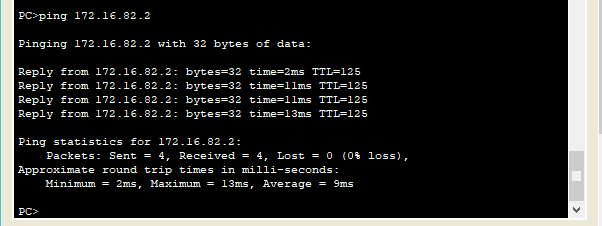 PC>ping 172.16.82.2
Pinging 172.16.82.2 with 32 bytes of data:
Reply from 172.16.82.2: bytes=32 time=2ms TTL=125
Reply from 172.16.82.2: bytes=32 time=11ms TTL=125
Reply from 172.16.82.2: bytes=32 time=11ms TTL=125
Reply from 172.16.82.2: bytes=32 time=13ms TTL=125
Ping statistics for 172.16.82.2:
Packets: Sent = 4, Received = 4, Lost = 0 (0% loss),
Approximate round trip times in milli-seconds:
Minimum = 2ms, Maximum = 13ms, Average = 9ms
PC>